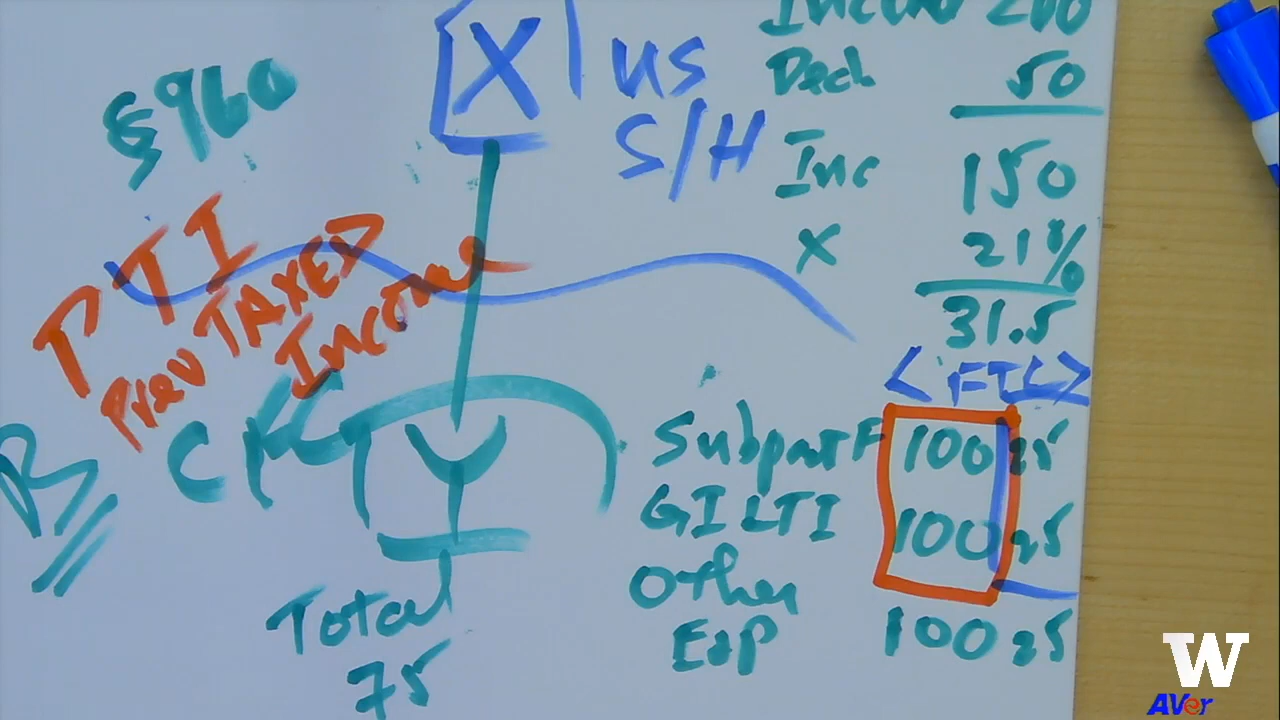 Income 200
Ded. 50
Inc 150
X 21%
31.5
<FTC>
§960
X
US
S/H
PTI
Prev TAXED
Income
CFC
Y
Total
75
Subpart F 100 25
GILTI 100 25
Other
E&P 100 25
W
AVer